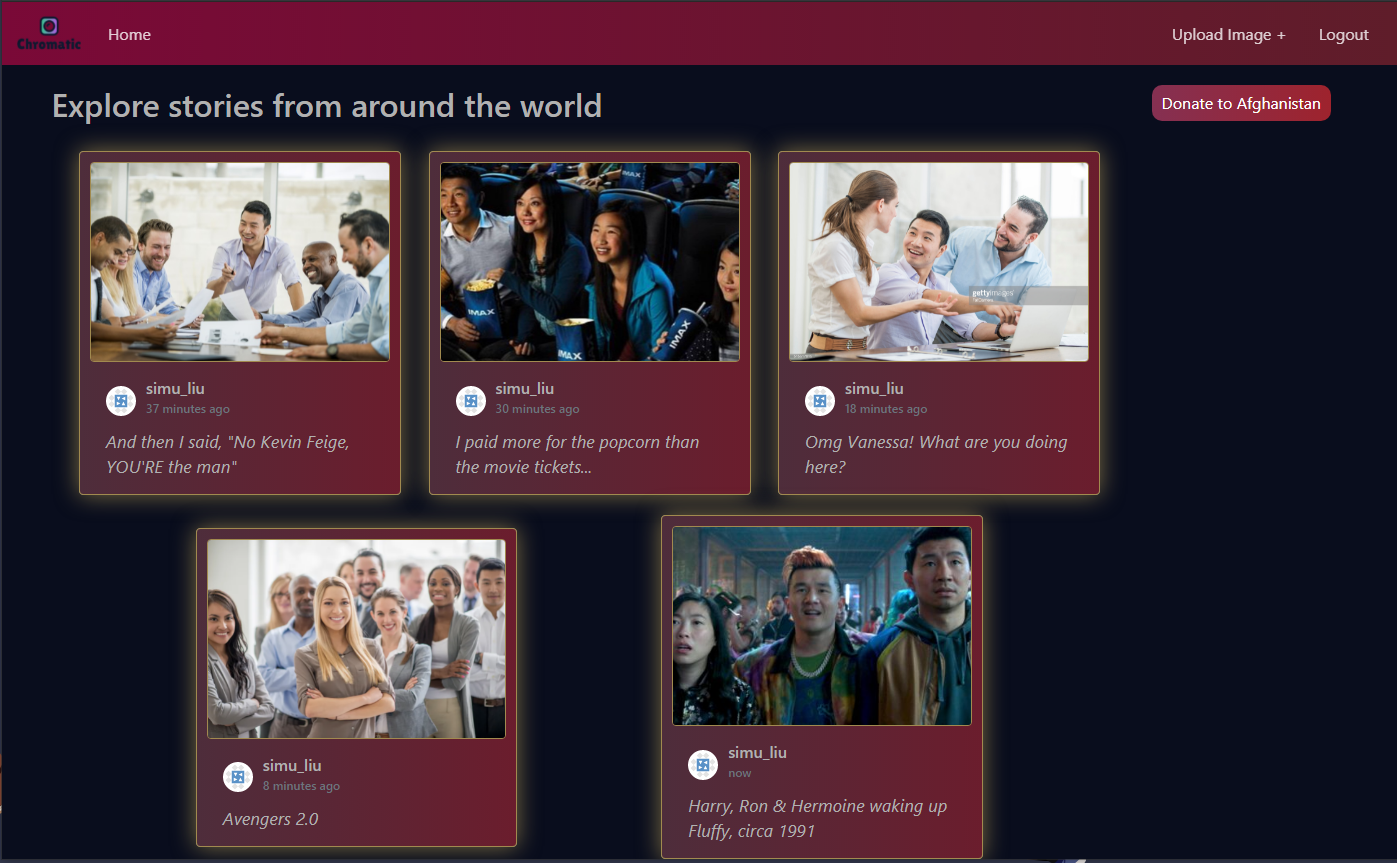 Chromatic
Home
Upload Image +
Logout
Explore stories from around the world
Donate to Afghanistan
IMAX
IMAX
IMAX
IMAX
gettyimages
simu_liu
37 minutes ago
And then I said, "No Kevin Feige,
YOU'RE the man"
simu_liu
30 minutes ago
I paid more for the popcorn than
the movie tickets...
simu_liu
18 minutes ago
Omg Vanessa! What are you doing
here?
simu_liu
8 minutes ago
Avengers 2.0
simu_liu
now
Harry, Ron & Hermoine waking up
Fluffy, circa 1991